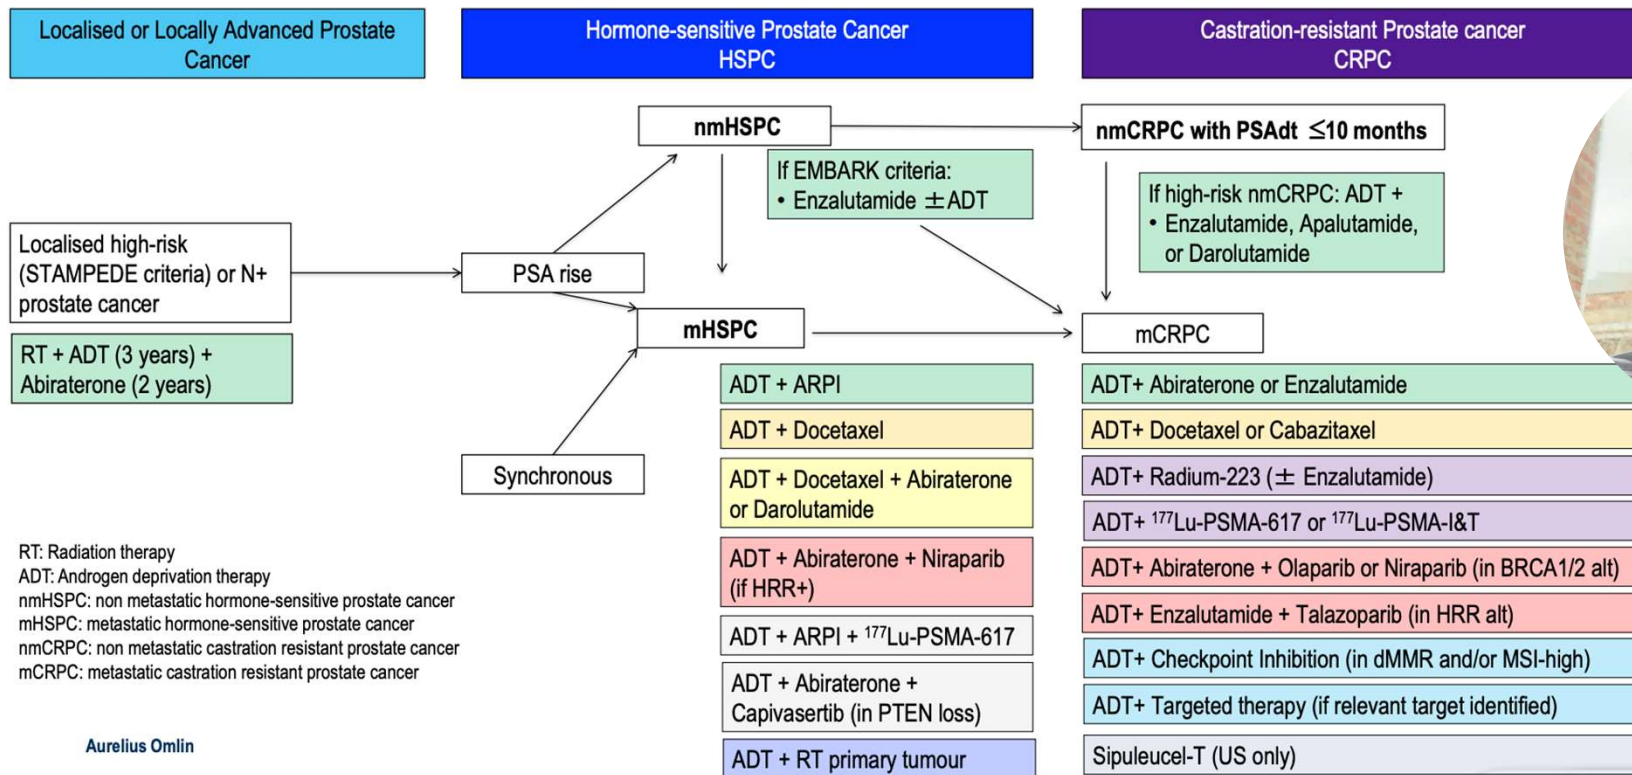 Localised or Locally Advanced Prostate
Cancer
Hormone-sensitive Prostate Cancer
HSPC
Castration-resistant Prostate cancer
CRPC
nmHSPC
nmCRPC with PSAdt ≤10 months
If EMBARK criteria:
• Enzalutamide ±ADT
If high-risk nmCRPC: ADT +
• Enzalutamide, Apalutamide,
or Darolutamide
Localised high-risk
(STAMPEDE criteria) or N+
prostate cancer
PSA rise
mHSPC
mCRPC
RT + ADT (3 years) +
Abiraterone (2 years)
Synchronous
ADT + ARPI
ADT + Docetaxel
ADT + Docetaxel + Abiraterone
or Darolutamide
ADT + Abiraterone + Niraparib
(if HRR+)
ADT + ARPI + ¹⁷⁷Lu-PSMA-617
ADT + Abiraterone +
Capivasertib (in PTEN loss)
ADT + RT primary tumour
ADT+ Abiraterone or Enzalutamide
ADT+ Docetaxel or Cabazitaxel
ADT+ Radium-223 (± Enzalutamide)
ADT+ ¹⁷⁷Lu-PSMA-617 or ¹⁷⁷Lu-PSMA-I&T
ADT+ Abiraterone + Olaparib or Niraparib (in BRCA1/2 alt)
ADT+ Enzalutamide + Talazoparib (in HRR alt)
ADT+ Checkpoint Inhibition (in dMMR and/or MSI-high)
ADT+ Targeted therapy (if relevant target identified)
Sipuleucel-T (US only)
RT: Radiation therapy
ADT: Androgen deprivation therapy
nmHSPC: non metastatic hormone-sensitive prostate cancer
mHSPC: metastatic hormone-sensitive prostate cancer
nmCRPC: non metastatic castration resistant prostate cancer
mCRPC: metastatic castration resistant prostate cancer
Aurelius Omlin